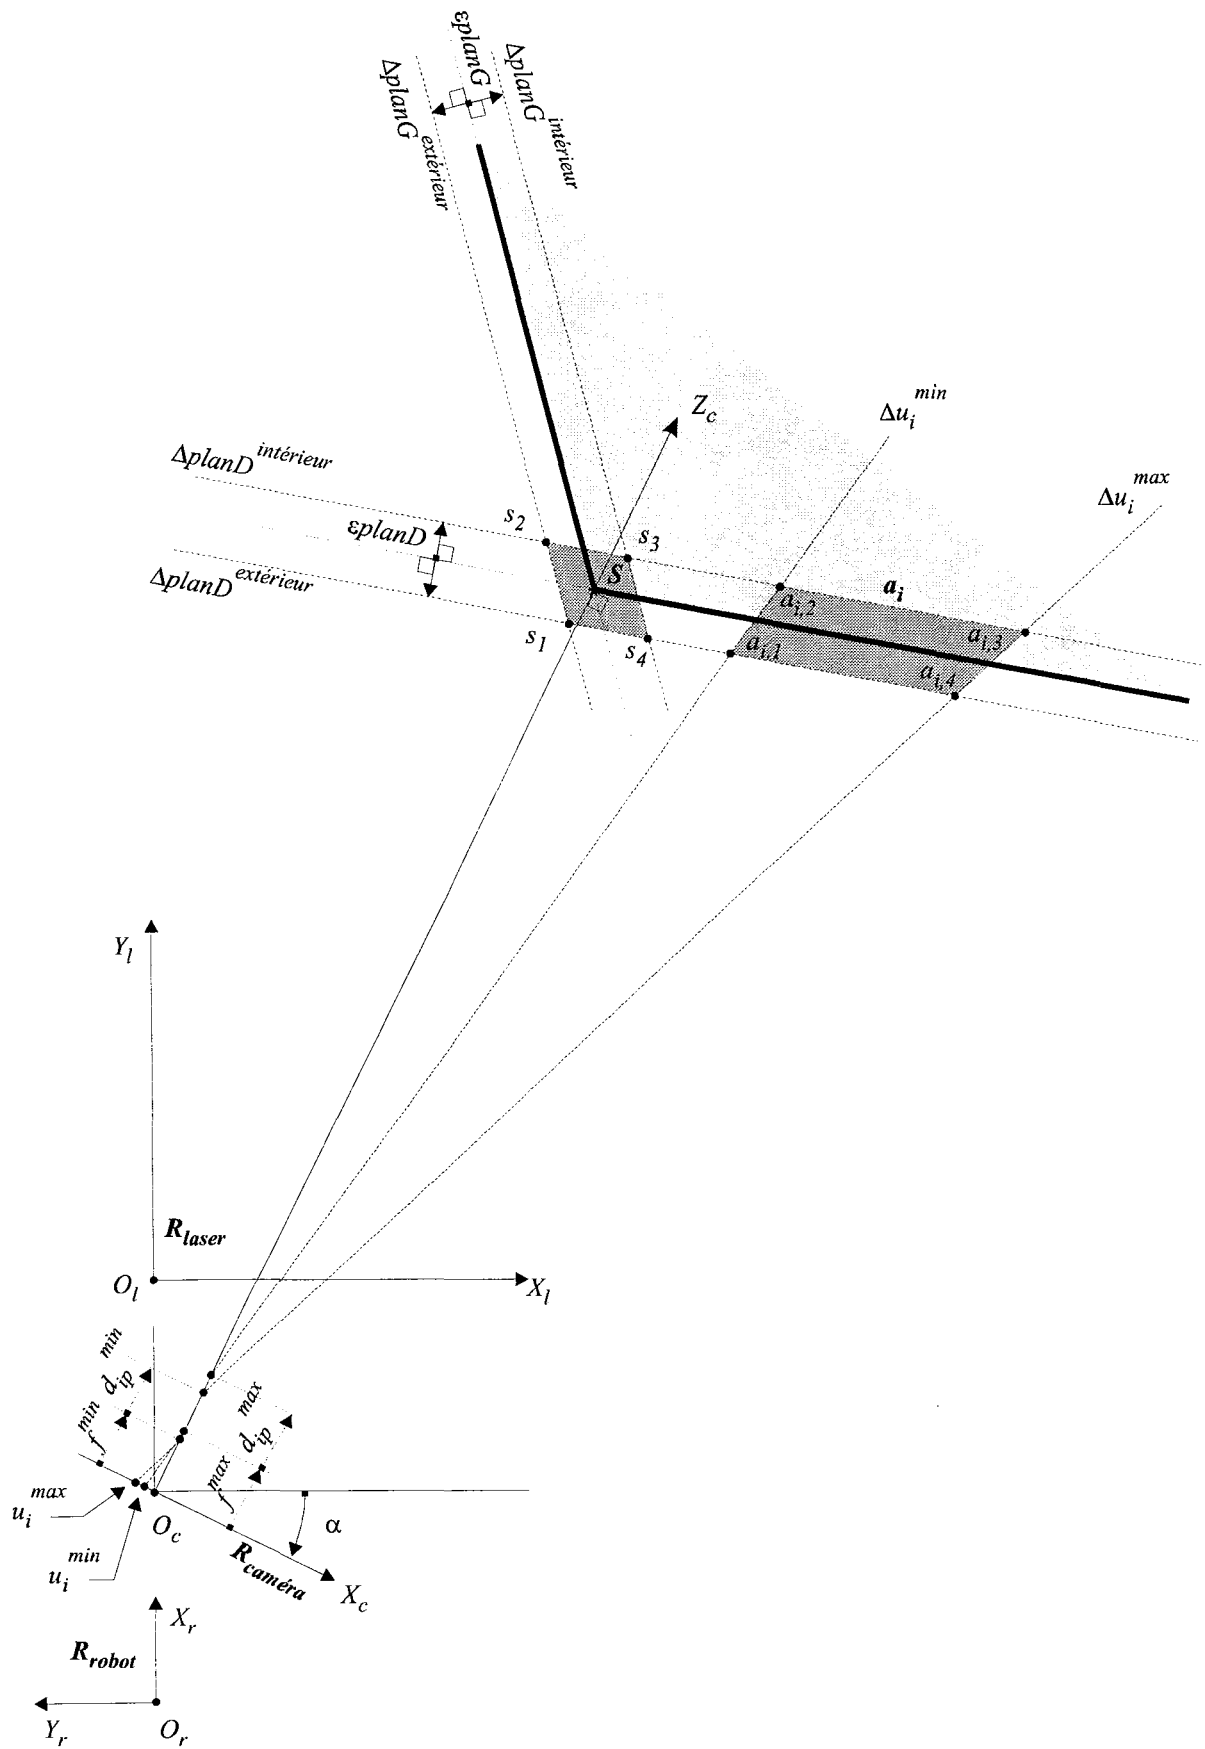 εplanG
ΔplanG^extérieur
ΔplanG^intérieur
Z_c
Δu_i^min
Δu_i^max
ΔplanD^intérieur
εplanD
ΔplanD^extérieur
s_2
s_3
S
s_1
s_4
a_i
a_i,2
a_i,3
a_i,1
a_i,4
Y_l
R_laser
O_l
X_l
f^min
d_ip^min
f^max
d_ip^max
u_i^max
O_c
α
u_i^min
R_caméra
X_c
X_r
R_robot
Y_r
O_r